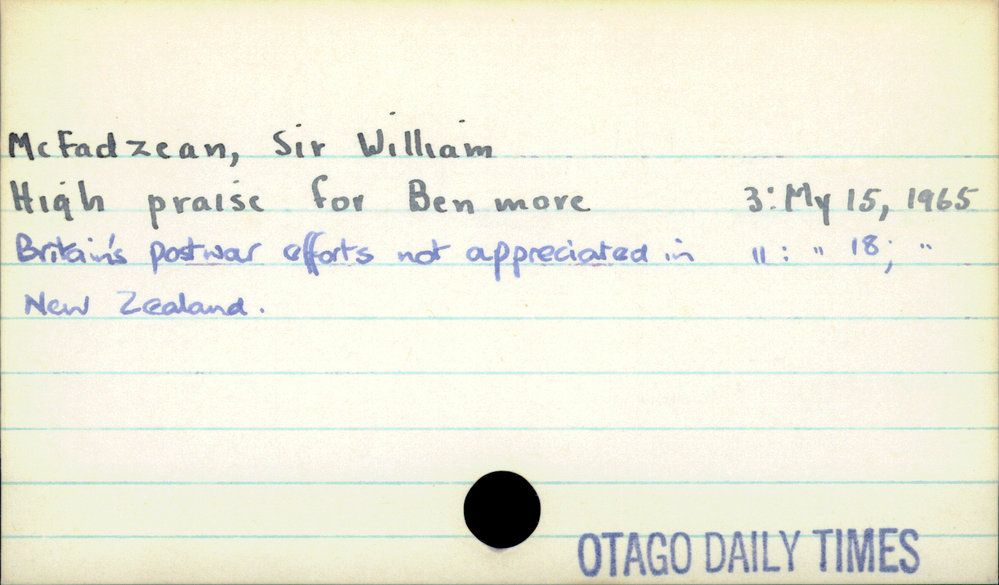 McFadzean, Sir William
High praise for Benmore 3: My 15, 1965
Britain's postwar efforts not appreciated in 11 : " 18; "
New Zealand.
OTAGO DAILY TIMES